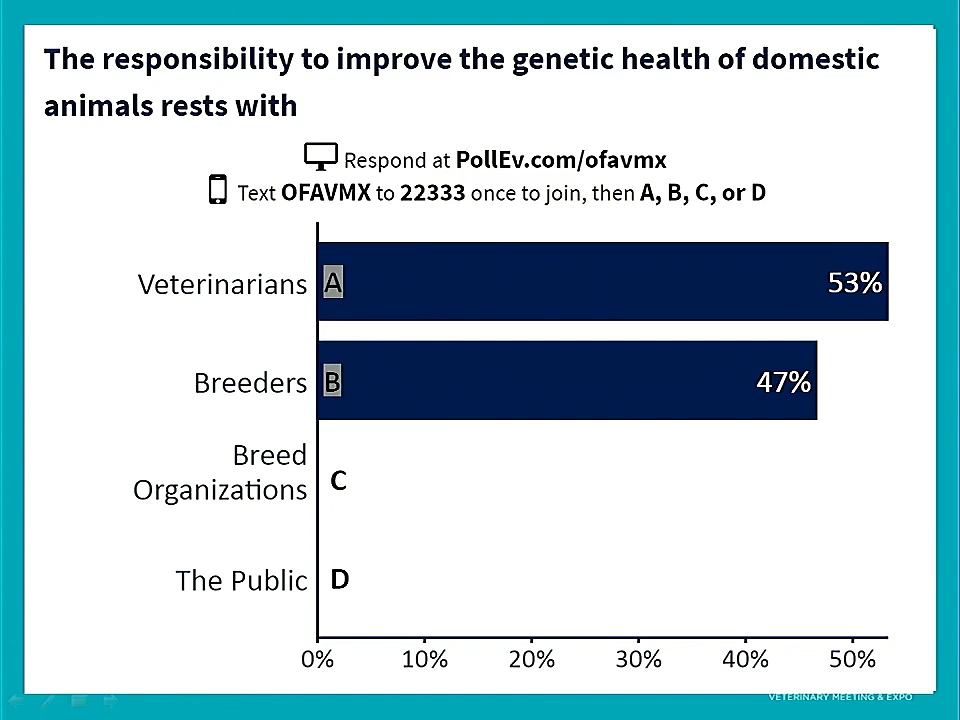 The responsibility to improve the genetic health of domestic
animals rests with
Respond at PollEv.com/ofavmx
Text OFAVMX to 22333 once to join, then A, B, C, or D
Veterinarians A 53%
Breeders B 47%
Breed
Organizations C
The Public D
0% 10% 20% 30% 40% 50%
VETERINARY MEETING & EXPO